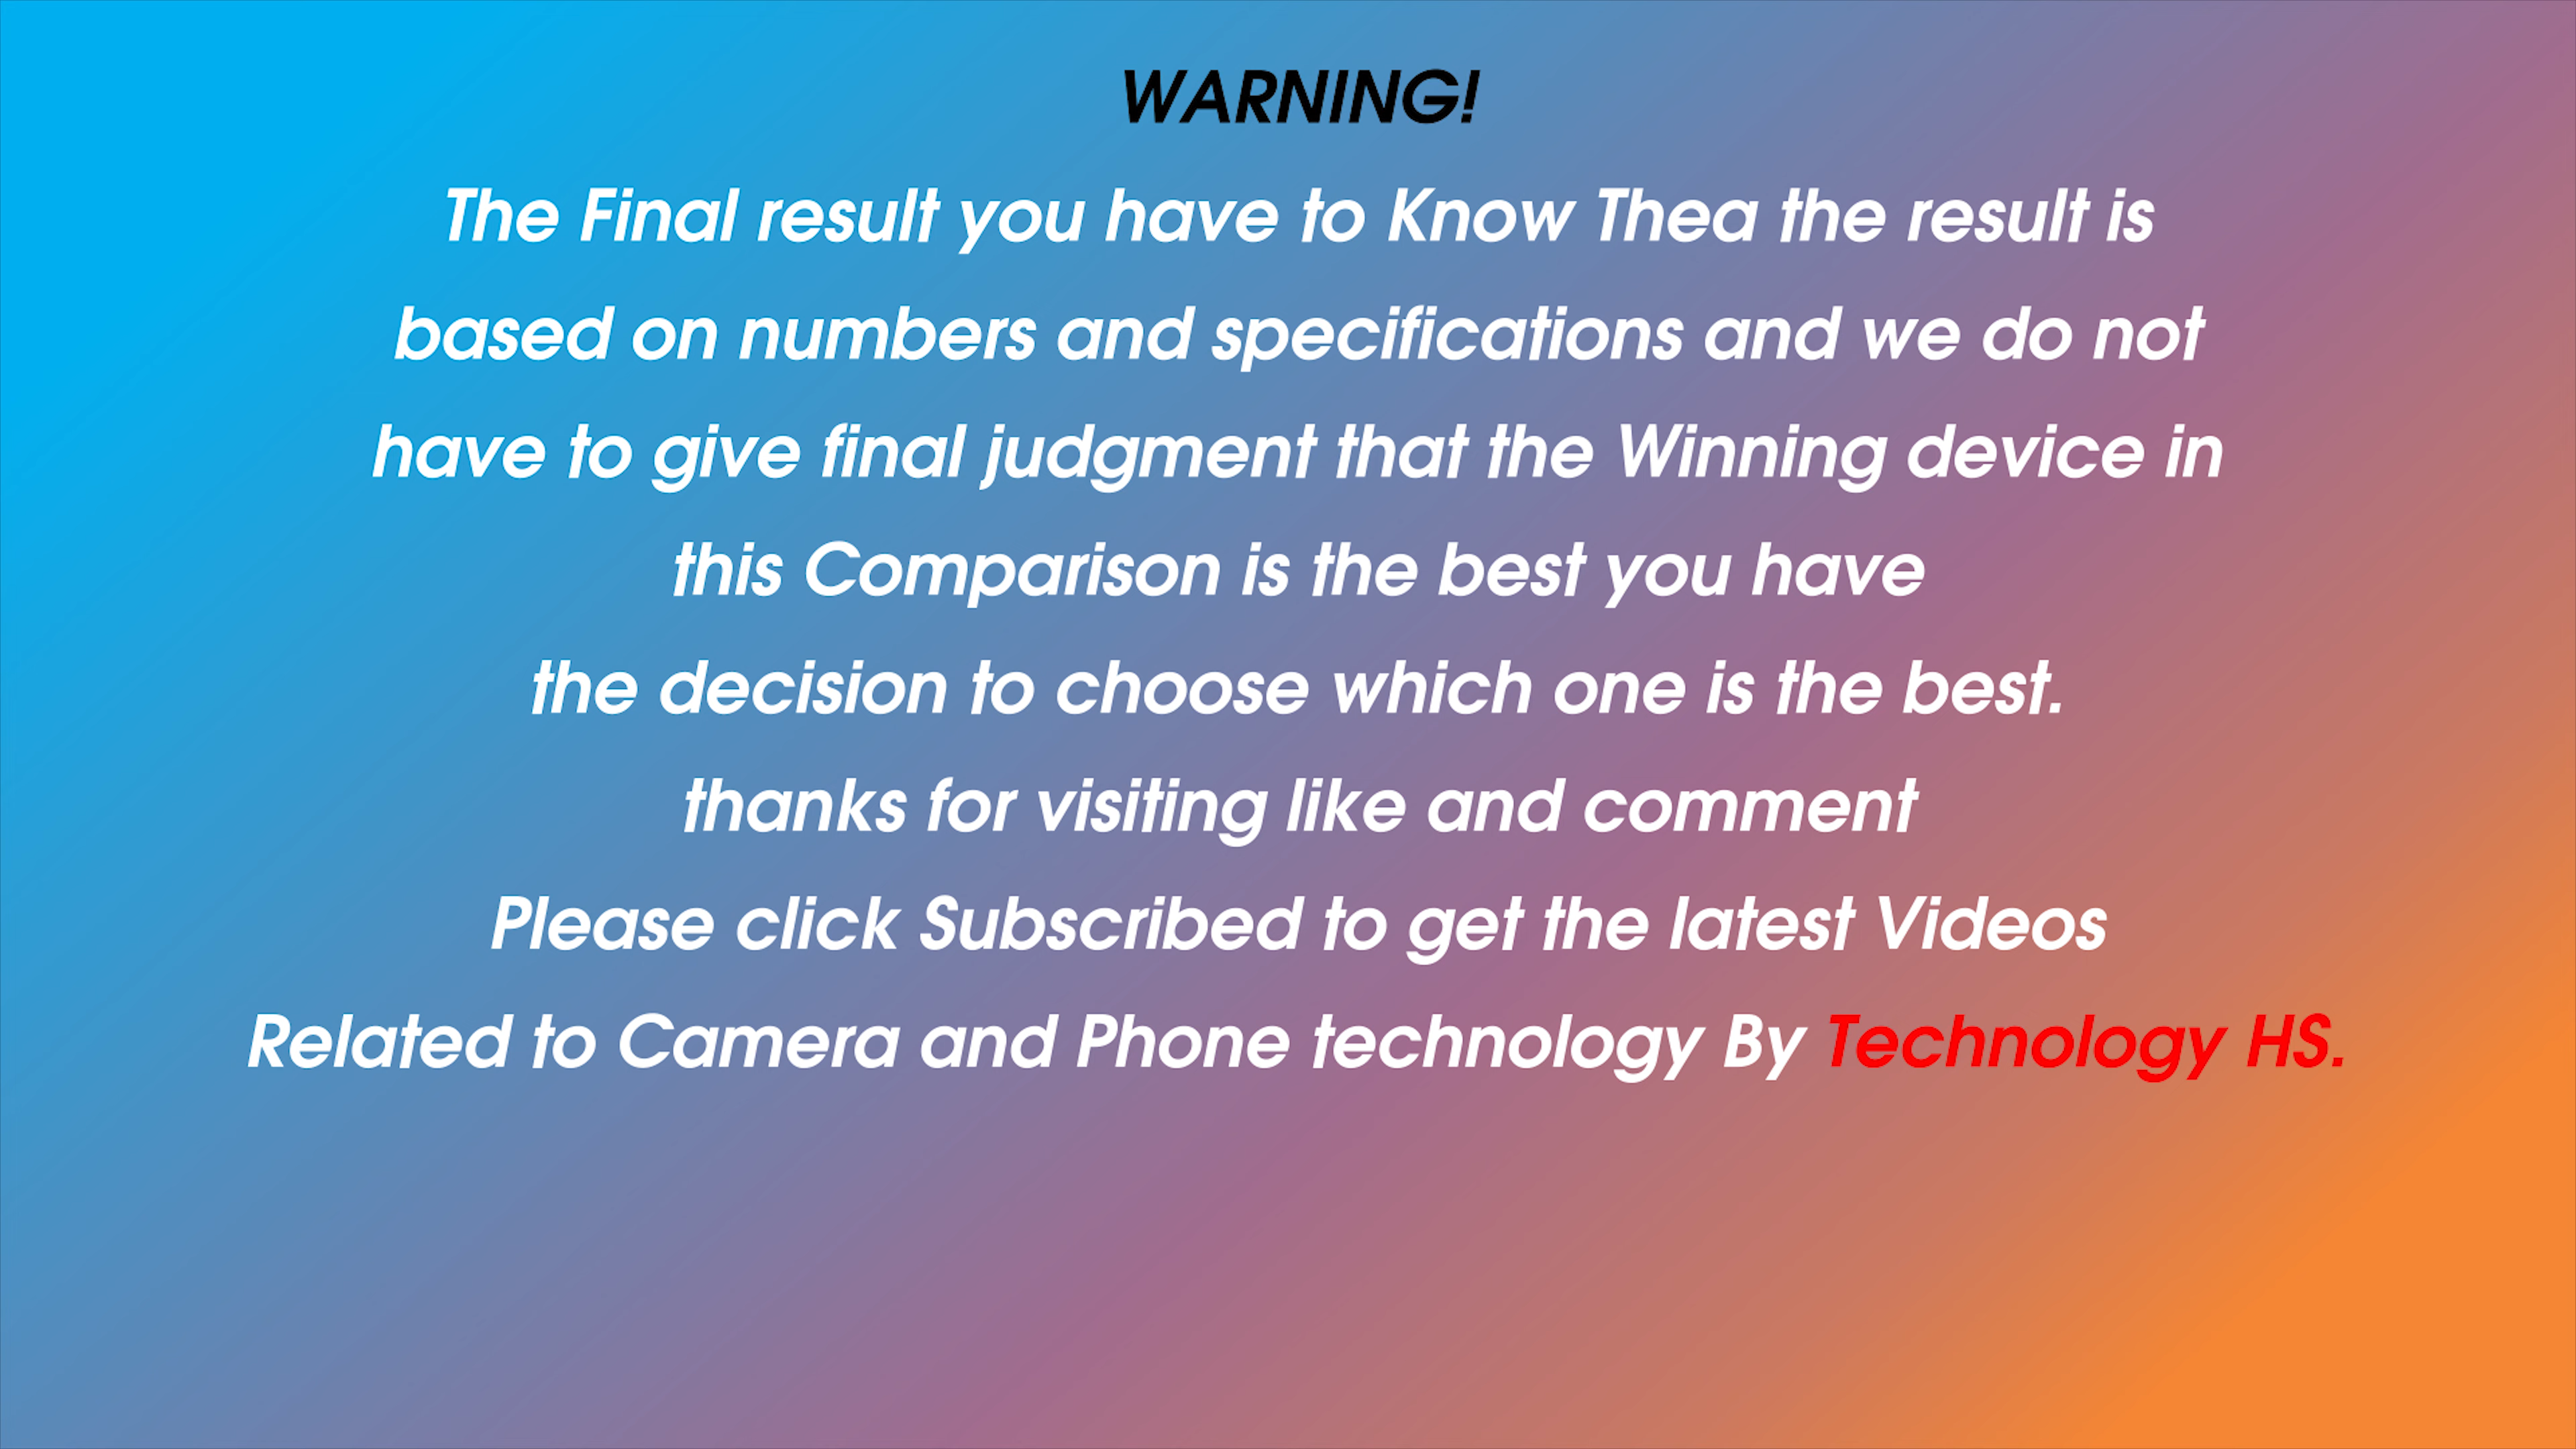 WARNING!
The Final result you have to Know Thea the result is
based on numbers and specifications and we do not
have to give final judgment that the Winning device in
this Comparison is the best you have
the decision to choose which one is the best.
thanks for visiting like and comment
Please click Subscribed to get the latest Videos
Related to Camera and Phone technology By Technology HS.